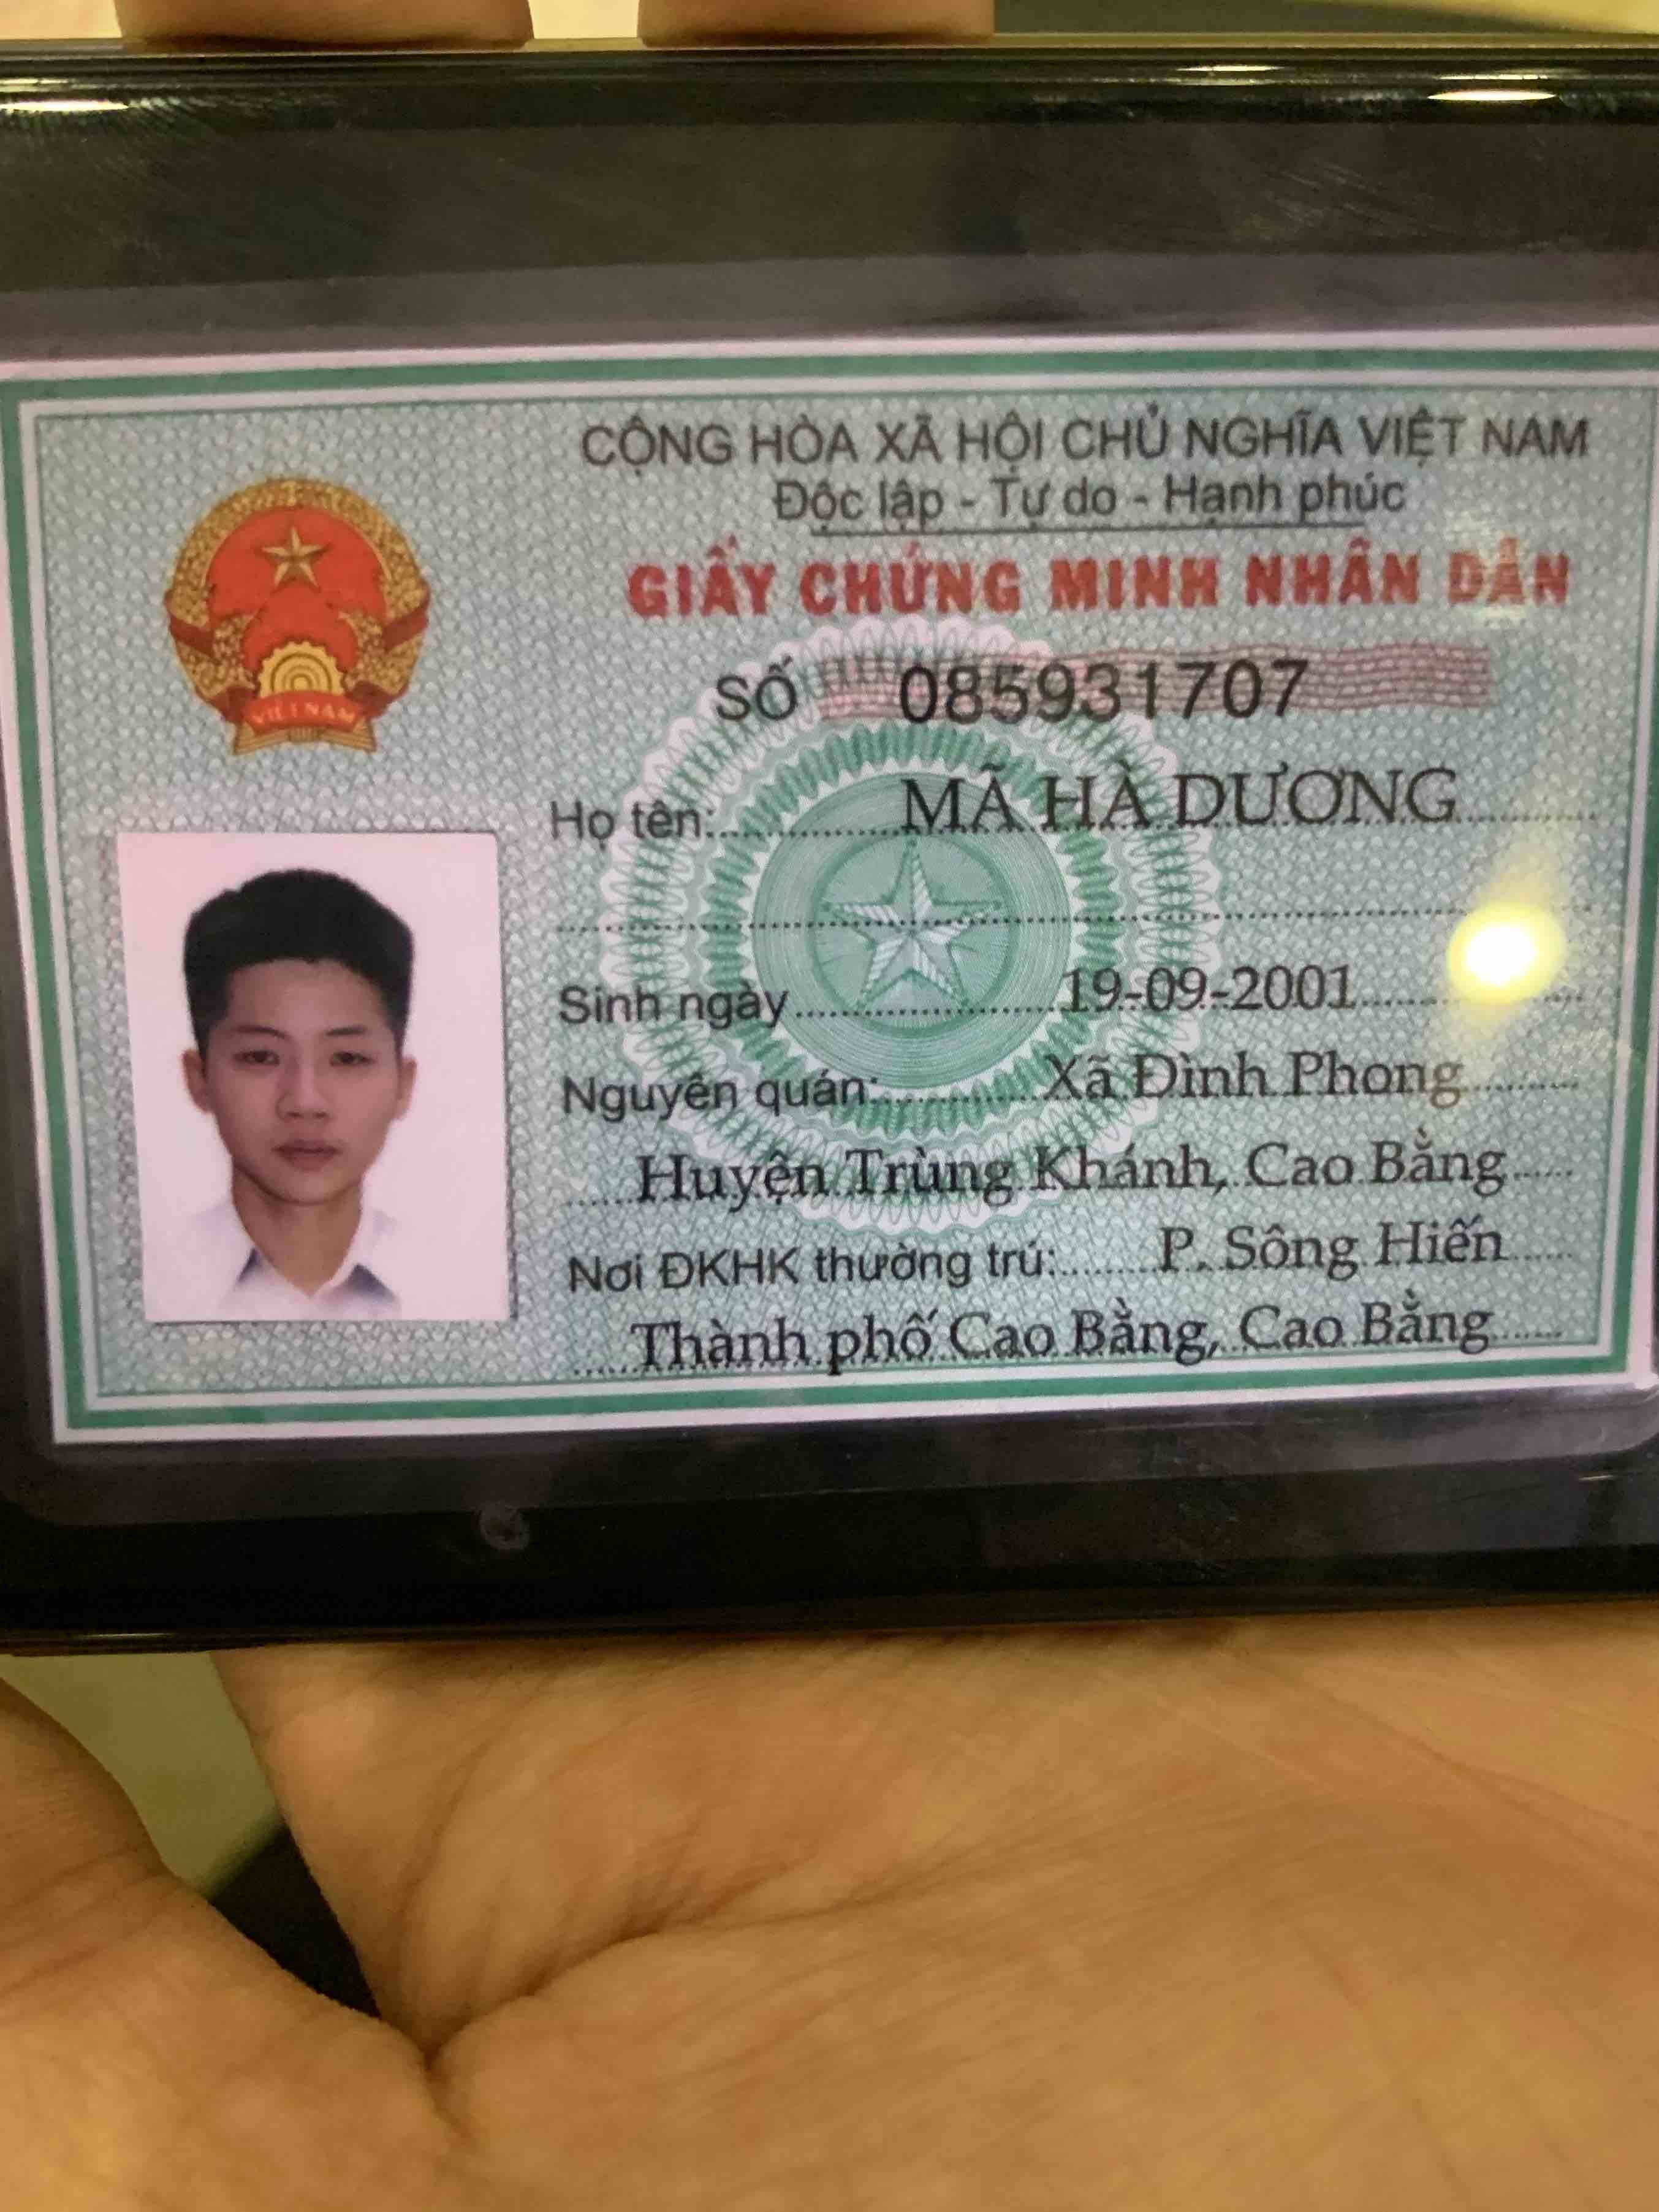 CỘNG HÒA XÃ HỘI CHỦ NGHĨA VIỆT NAM
Độc lập - Tự do - Hạnh phúc
GIẤY CHỨNG MINH NHÂN DÂN
SỐ 085931707
VIỆT NAM
Họ tên: MÃ HÀ DƯƠNG
Sinh ngày 19-09-2001
Nguyên quán: Xã Đình Phong
Huyện Trùng Khánh, Cao Bằng
Nơi ĐKHK thường trú: P. Sông Hiến
Thành phố Cao Bằng, Cao Bằng